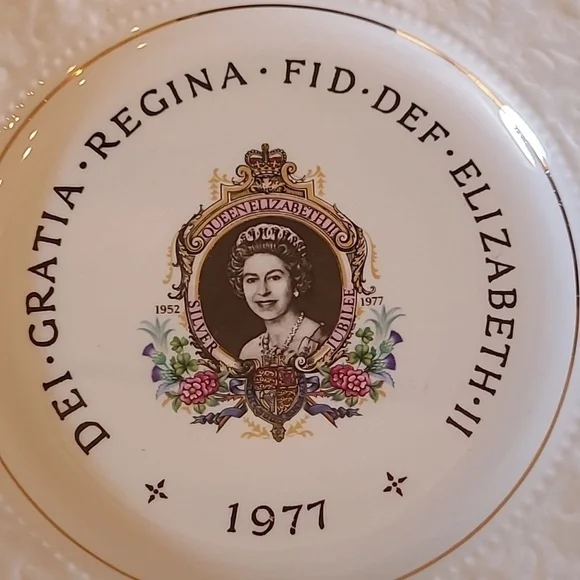 DEI·GRATIA·REGINA·FID·DEF·ELIZABETH·II
QUEEN ELIZABETH II
1952 1977
SILVER JUBILEE
1977